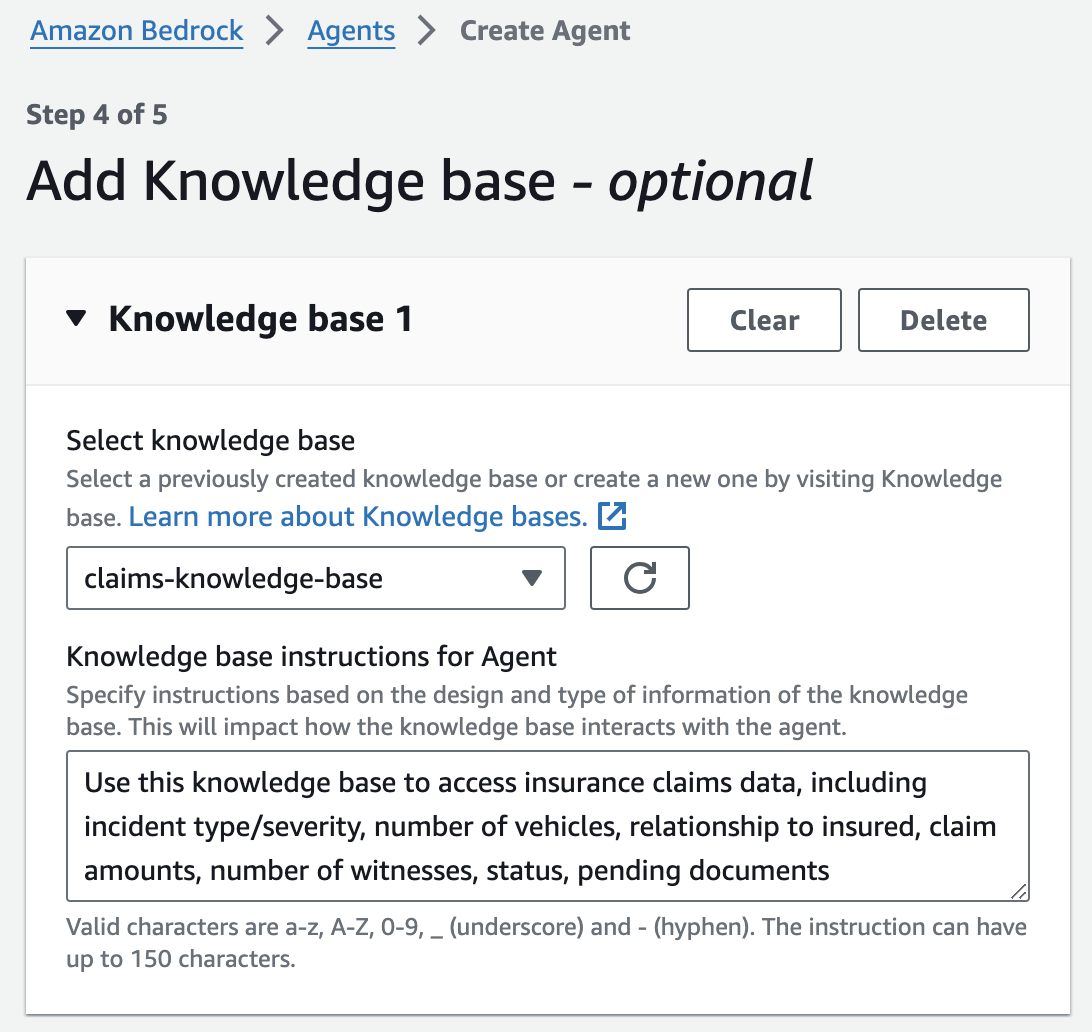 Amazon Bedrock > Agents > Create Agent
Step 4 of 5
Add Knowledge base - optional
Knowledge base 1
Clear
Delete
Select knowledge base
Select a previously created knowledge base or create a new one by visiting Knowledge
base. Learn more about Knowledge bases.
claims-knowledge-base
Knowledge base instructions for Agent
Specify instructions based on the design and type of information of the knowledge
base. This will impact how the knowledge base interacts with the agent.
Use this knowledge base to access insurance claims data, including
incident type/severity, number of vehicles, relationship to insured, claim
amounts, number of witnesses, status, pending documents
Valid characters are a-z, A-Z, 0-9, _ (underscore) and - (hyphen). The instruction can have
up to 150 characters.